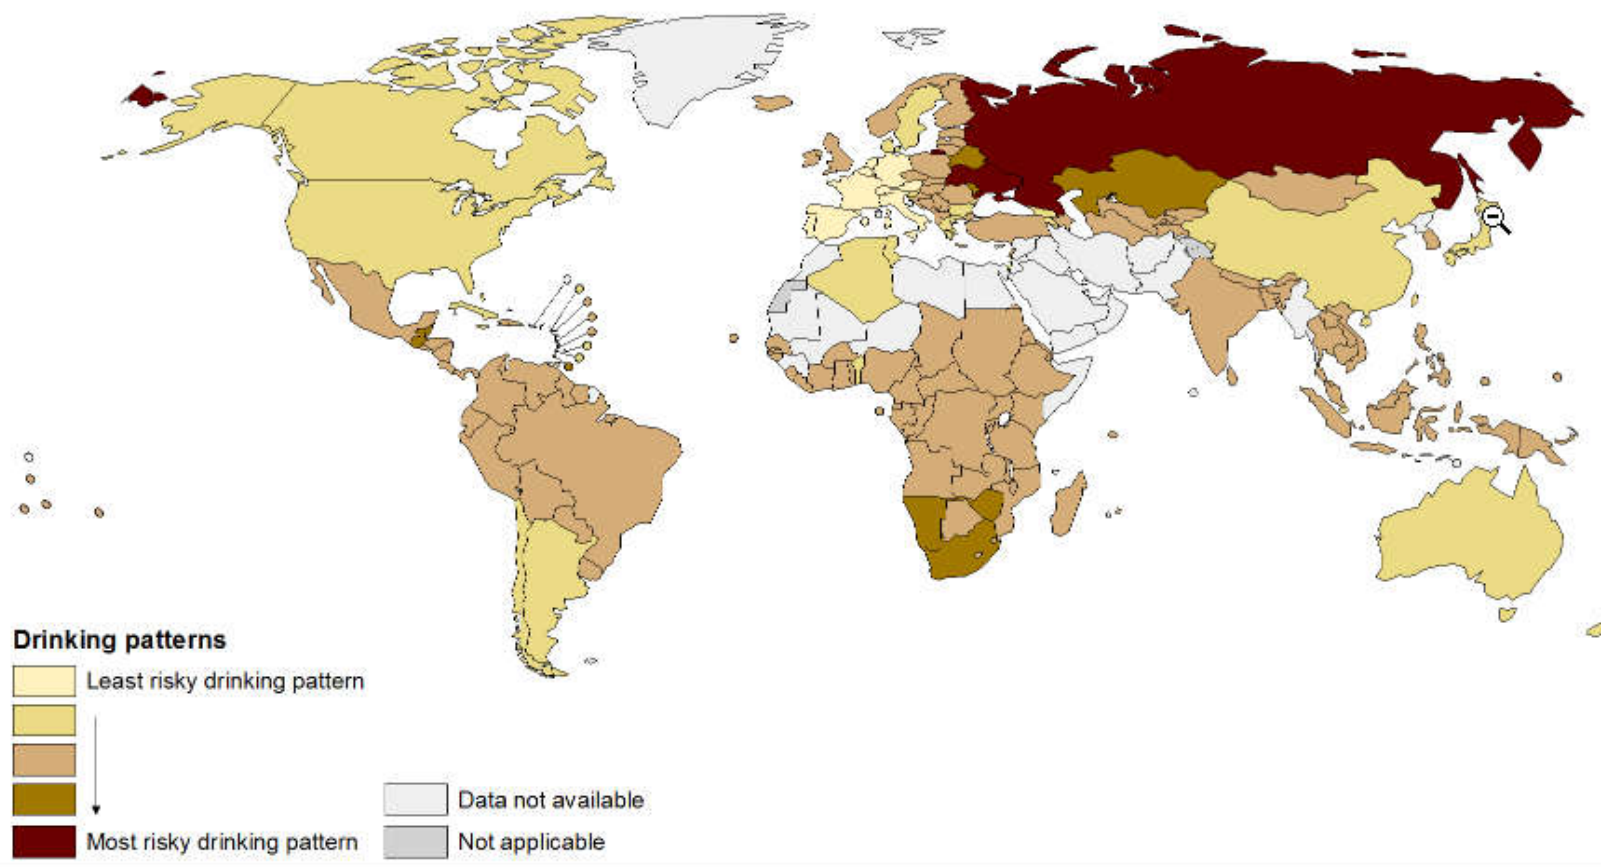 Drinking patterns
Least risky drinking pattern
Most risky drinking pattern
Data not available
Not applicable